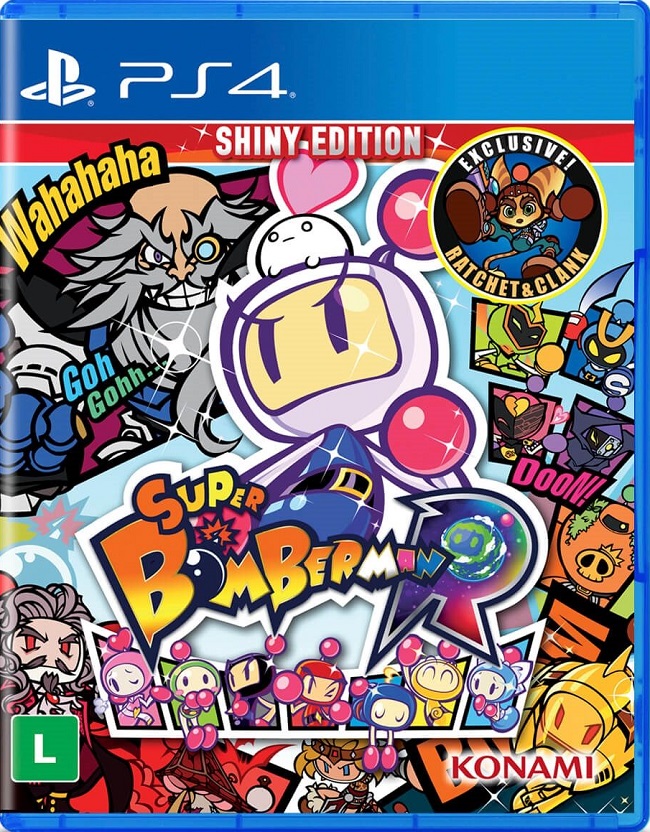 PS4
SHINY-EDITION
EXCLUSIVE!
RATCHET & CLANK
Wahahaha
Goh
Gohh...
DOON!
SUPER
BOMBERMAN
R
L
KONAMI